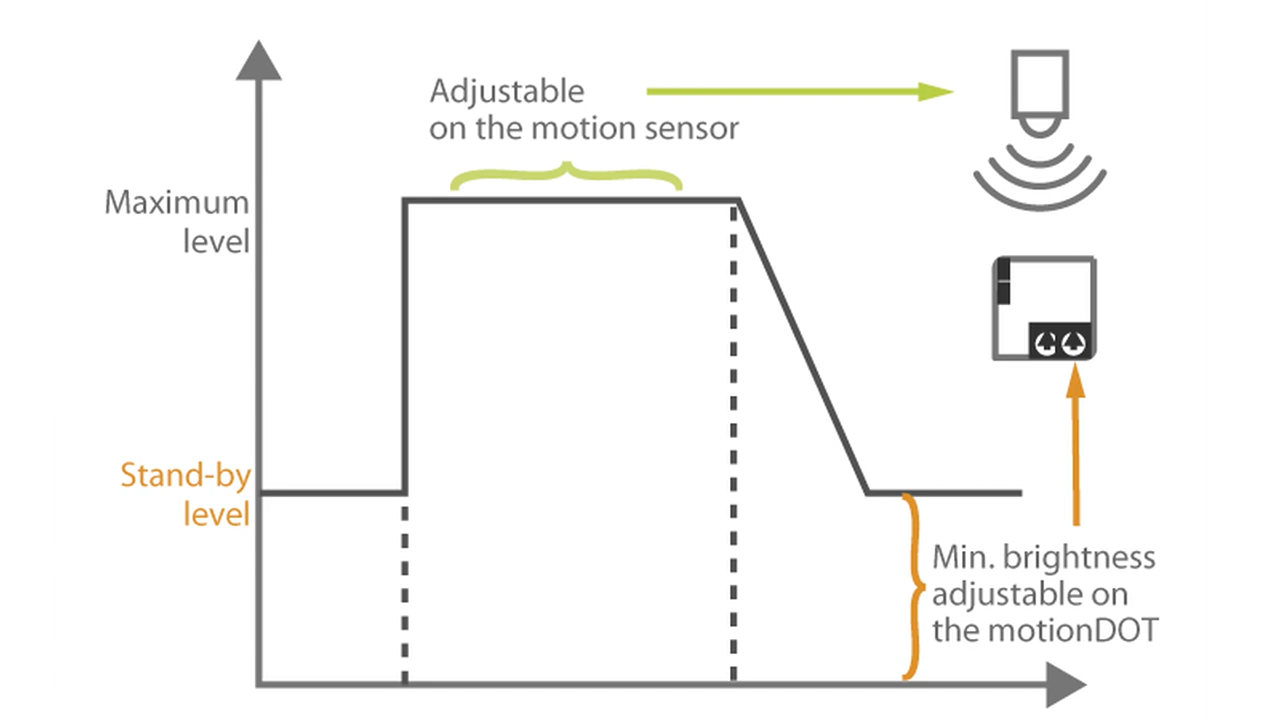 Adjustable
on the motion sensor
Maximum
level
Stand-by
level
Min. brightness
adjustable on
the motionDOT